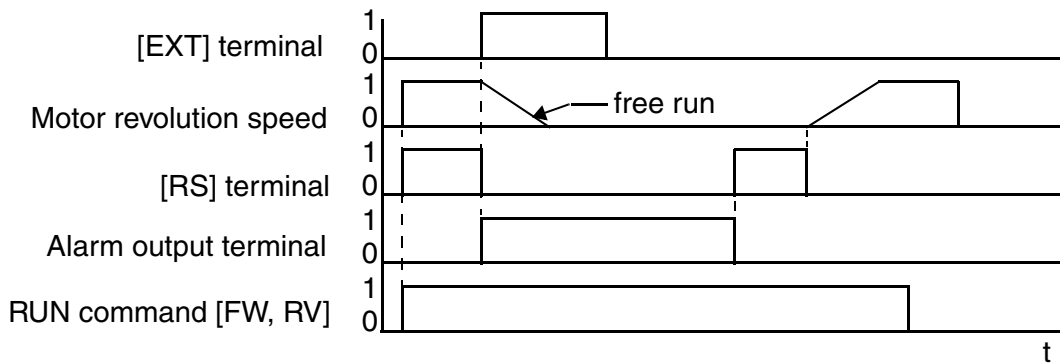 [EXT] terminal
1
0
Motor revolution speed
1
0
free run
[RS] terminal
1
0
Alarm output terminal
1
0
RUN command [FW, RV]
1
0
t